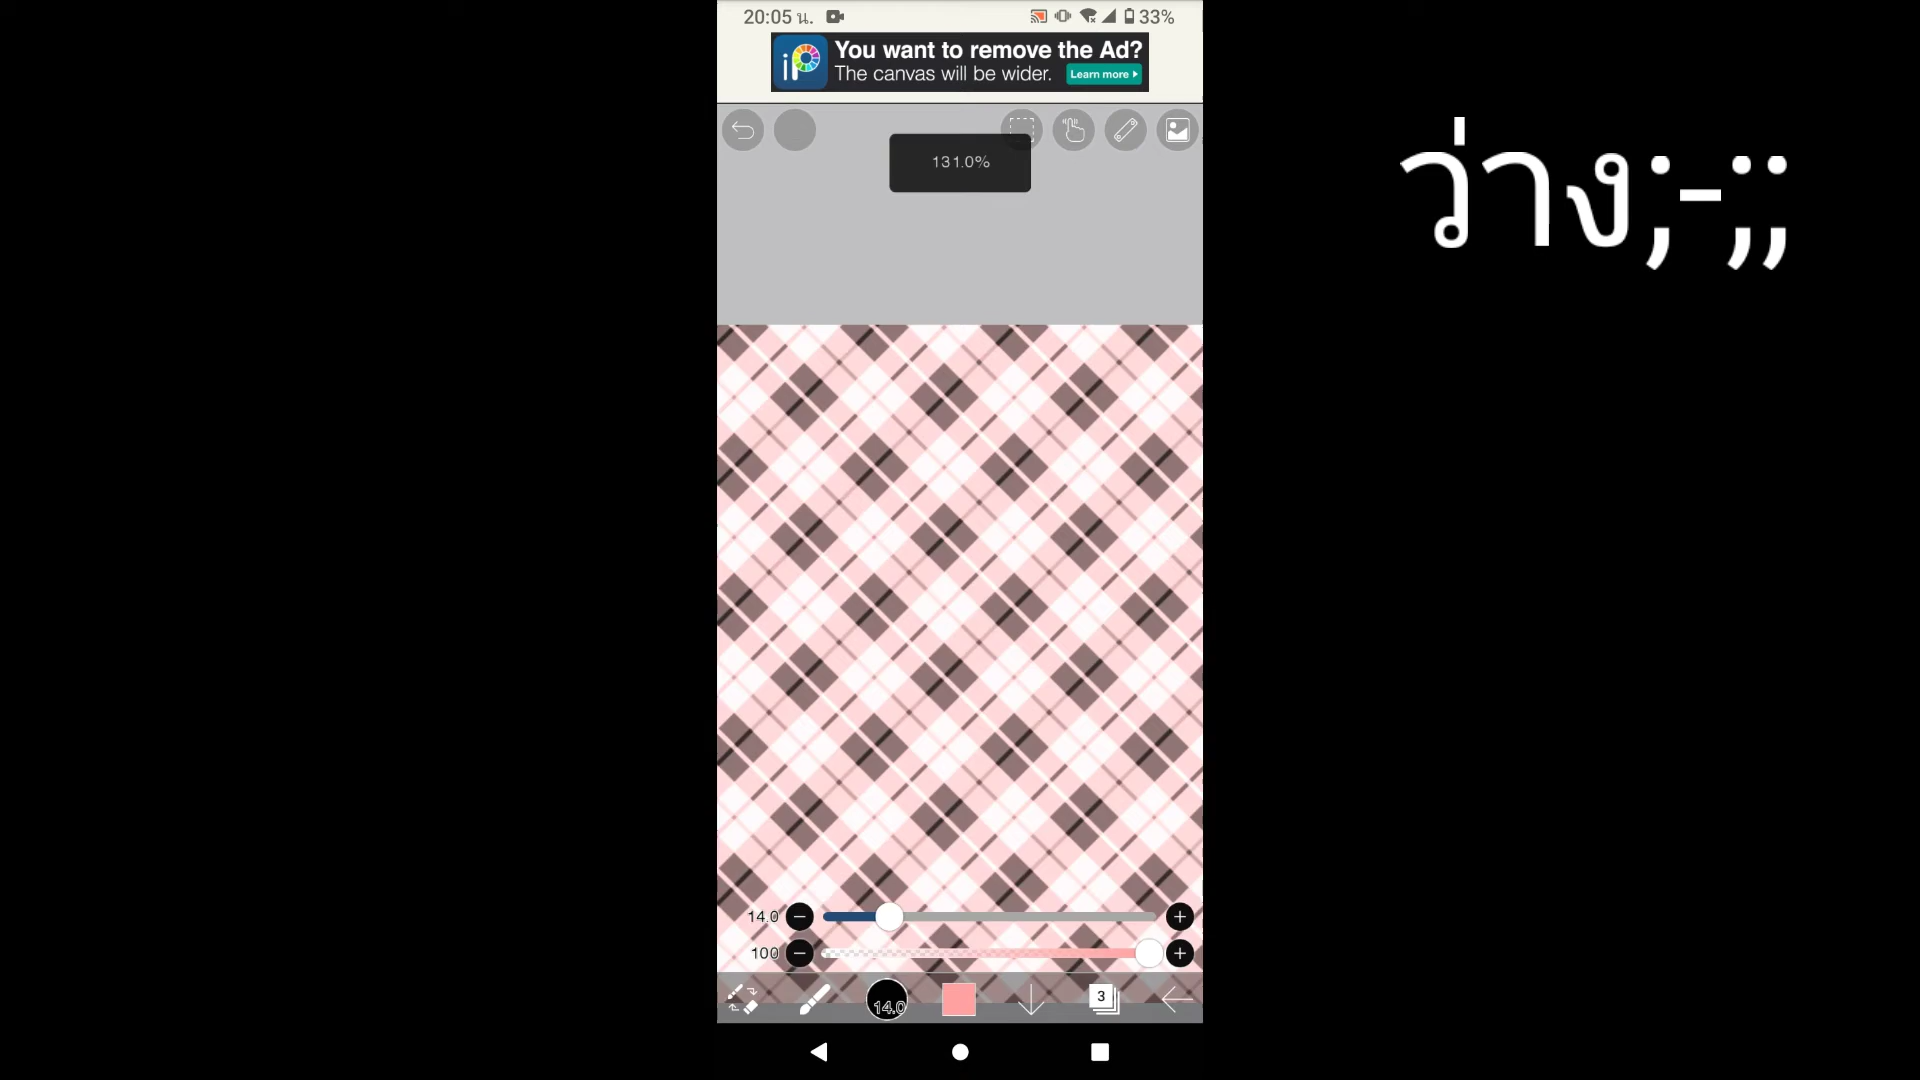 20:05 น.
33%
iP
You want to remove the Ad?
The canvas will be wider.
Learn more
131.0%
ว่าง;-;;
14.0
100
14.0
3